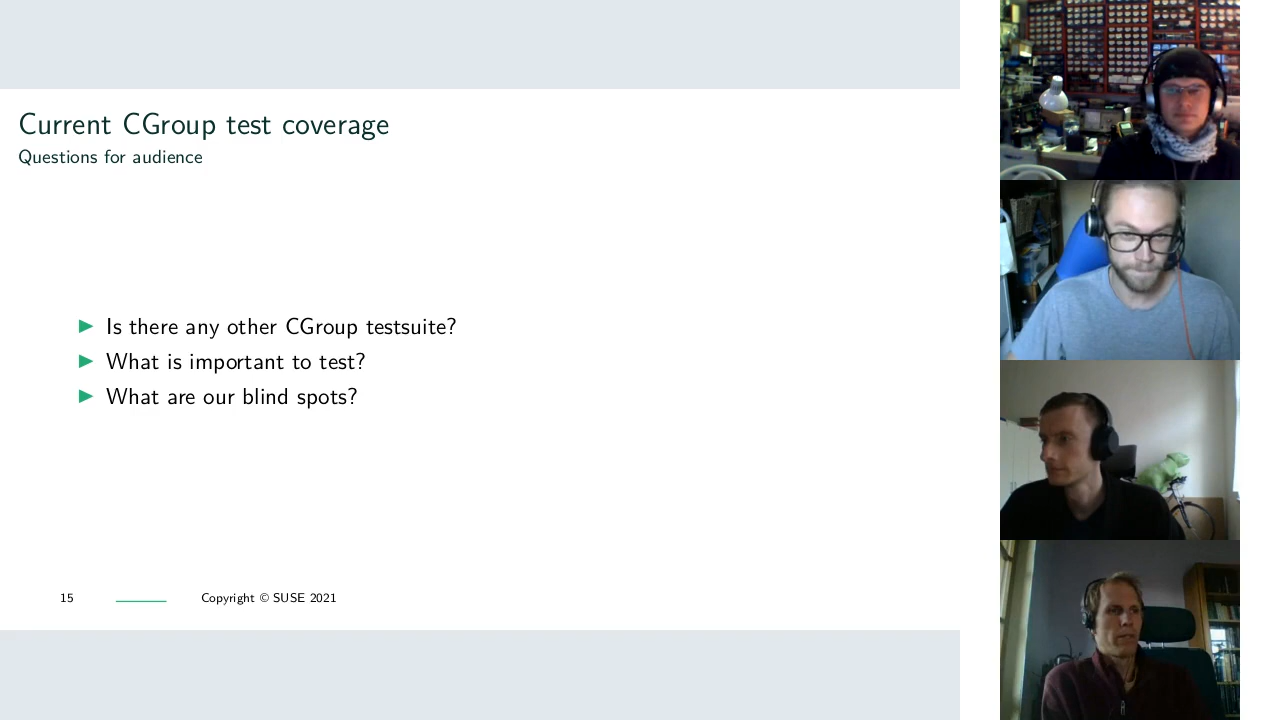 Current CGroup test coverage
Questions for audience
Is there any other CGroup testsuite?
What is important to test?
What are our blind spots?
15
Copyright © SUSE 2021